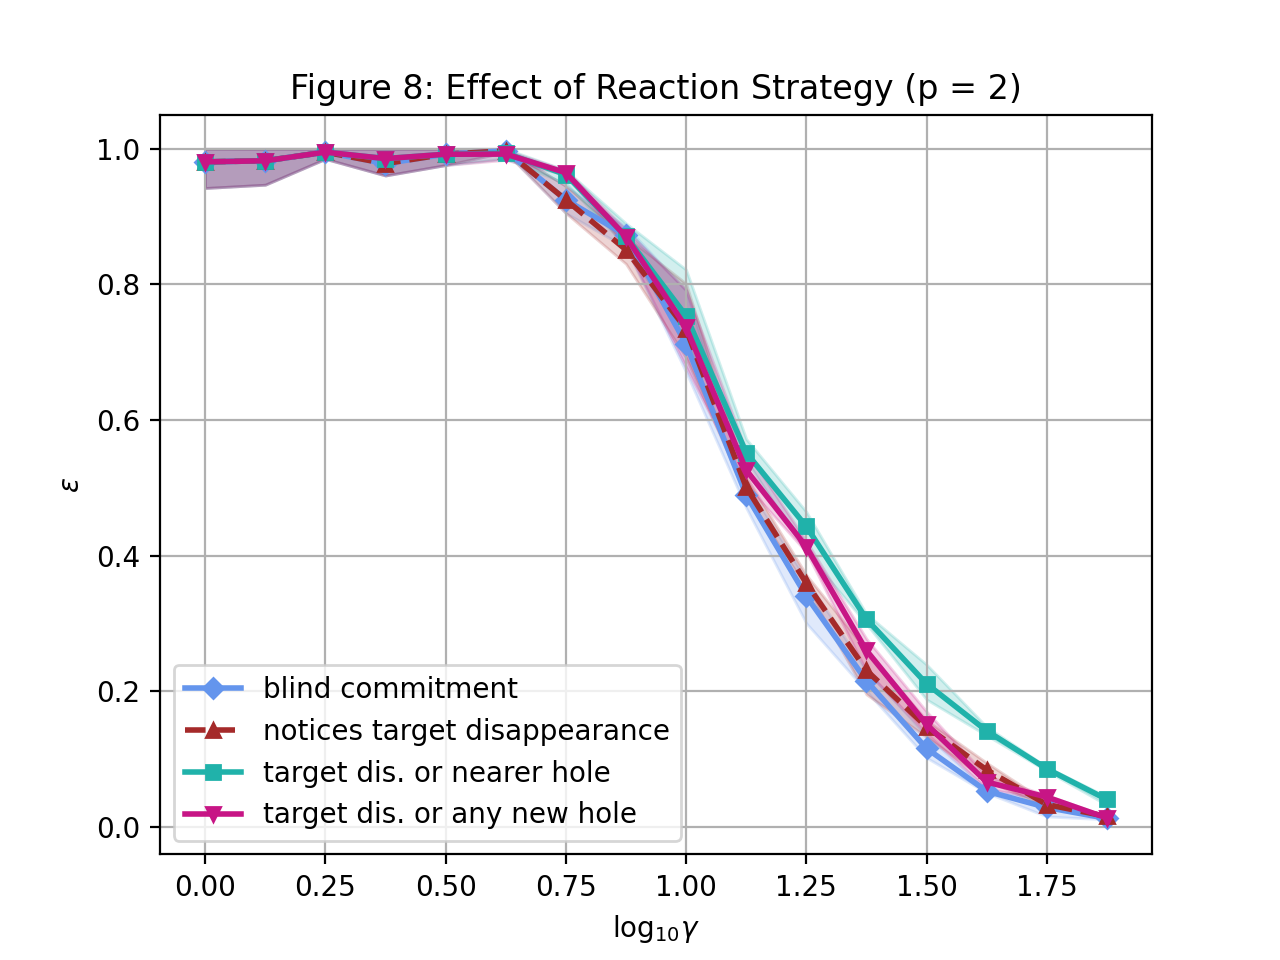 Figure 8: Effect of Reaction Strategy (p = 2)
1.0
0.8
0.6
0.4
0.2
0.0
ε
blind commitment
notices target disappearance
target dis. or nearer hole
target dis. or any new hole
0.00 0.25 0.50 0.75 1.00 1.25 1.50 1.75
log₁₀γ